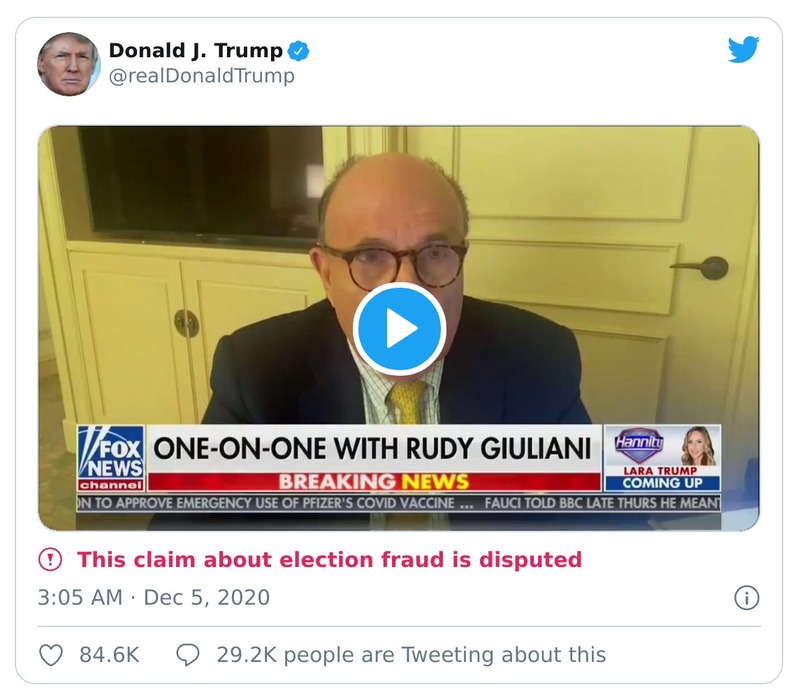 Donald J. Trump
@realDonaldTrump
FOX
NEWS
channel
ONE-ON-ONE WITH RUDY GIULIANI
BREAKING NEWS
Hannity
LARA TRUMP
COMING UP
ON TO APPROVE EMERGENCY USE OF PFIZER'S COVID VACCINE ... FAUCI TOLD BBC LATE THURS HE MEANT
This claim about election fraud is disputed
3:05 AM · Dec 5, 2020
84.6K 29.2K people are Tweeting about this